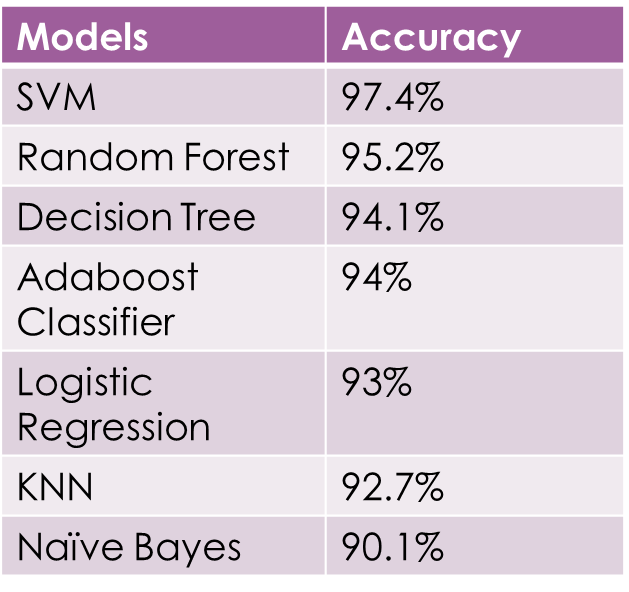 Models Accuracy
SVM 97.4%
Random Forest 95.2%
Decision Tree 94.1%
Adaboost 94%
Classifier
Logistic 93%
Regression
KNN 92.7%
Naïve Bayes 90.1%